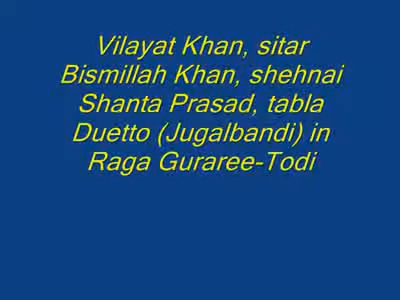 Vilayat Khan, sitar
Bismillah Khan, shehnai
Shanta Prasad, tabla
Duetto (Jugalbandi) in
Raga Guraree-Todi